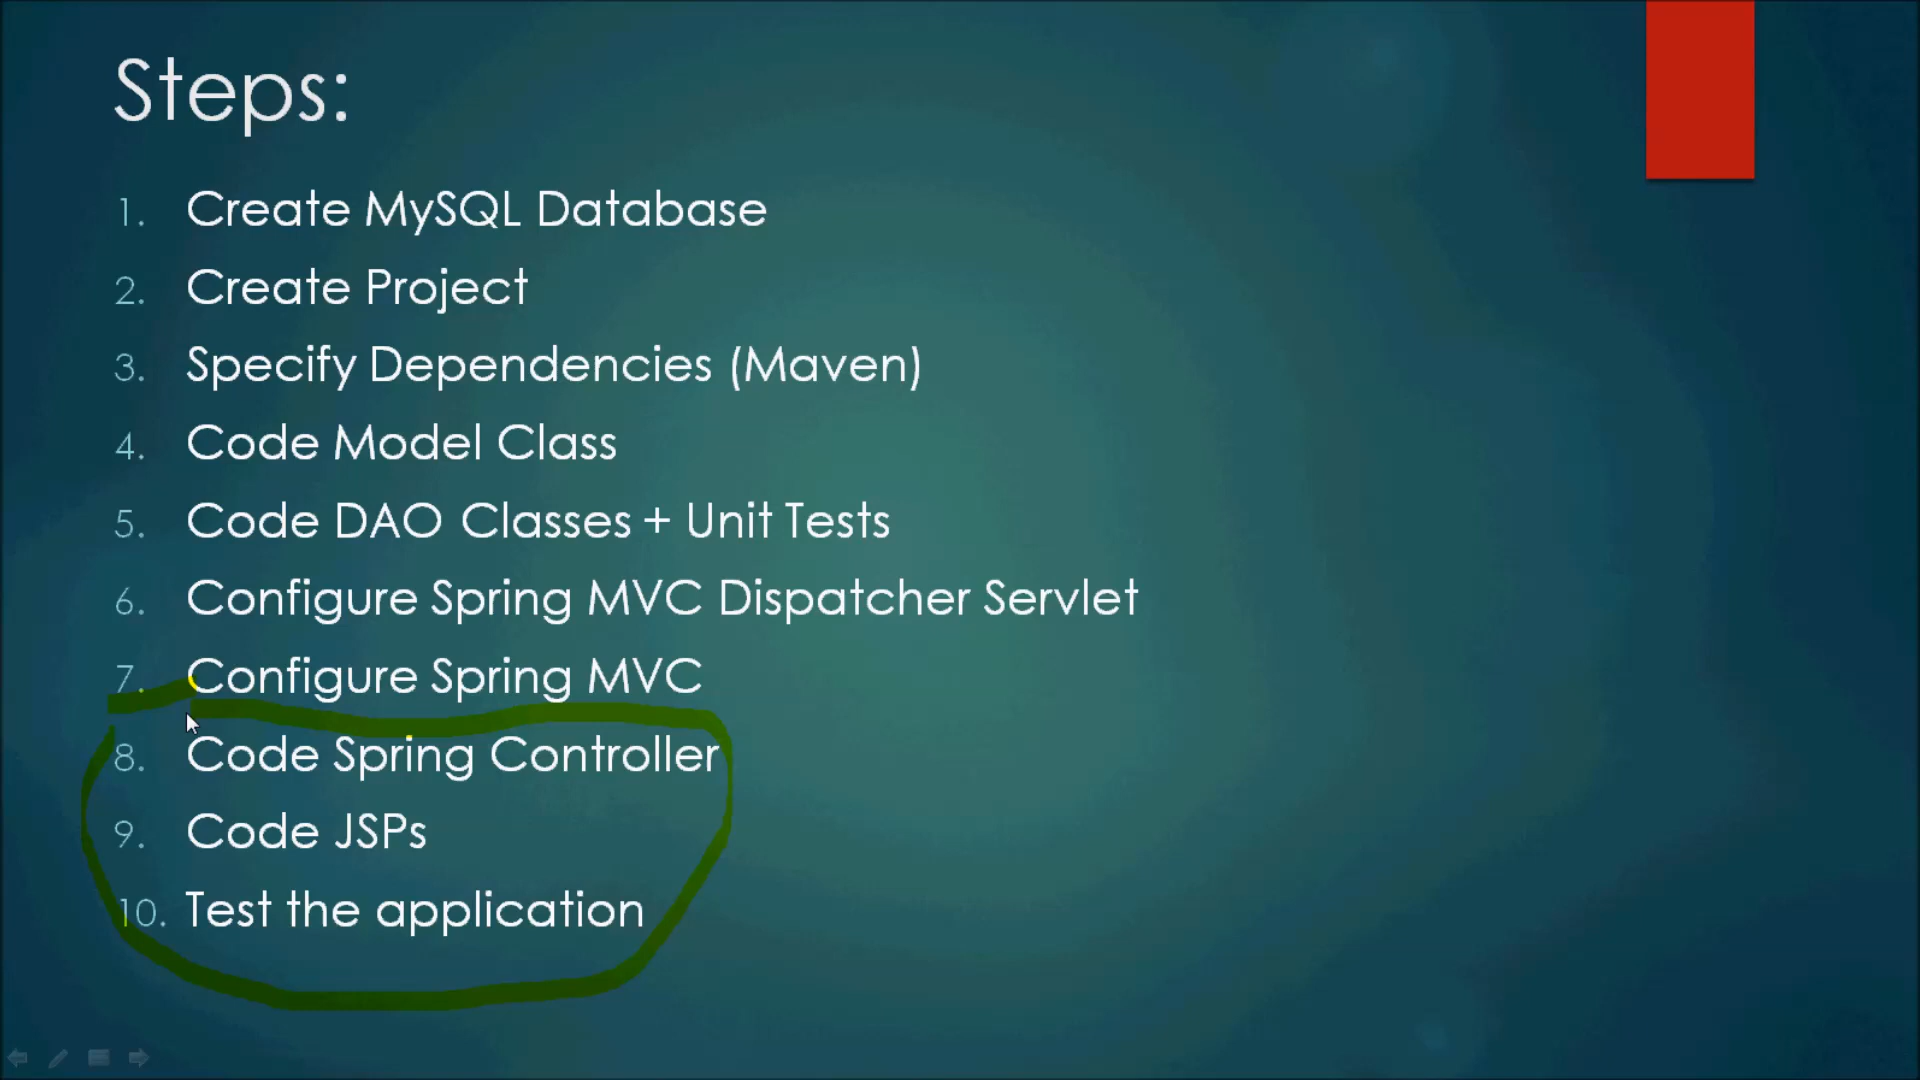 Steps:
1. Create MySQL Database
2. Create Project
3. Specify Dependencies (Maven)
4. Code Model Class
5. Code DAO Classes + Unit Tests
6. Configure Spring MVC Dispatcher Servlet
7. Configure Spring MVC
8. Code Spring Controller
9. Code JSPs
10. Test the application